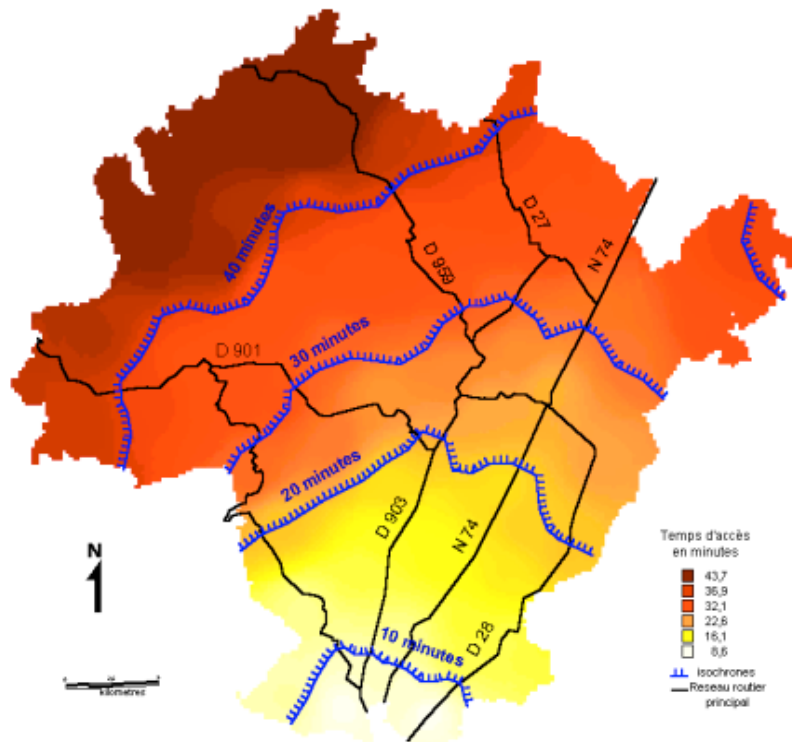 40 minutes
D 27
N 74
D 959
30 minutes
D 901
20 minutes
D 903
N 74
10 minutes
D 28
N
kilometres
Temps d'accès
en minutes
43,7
36,9
32,1
22,6
16,1
8,6
isochrones
Reseau routier
principal